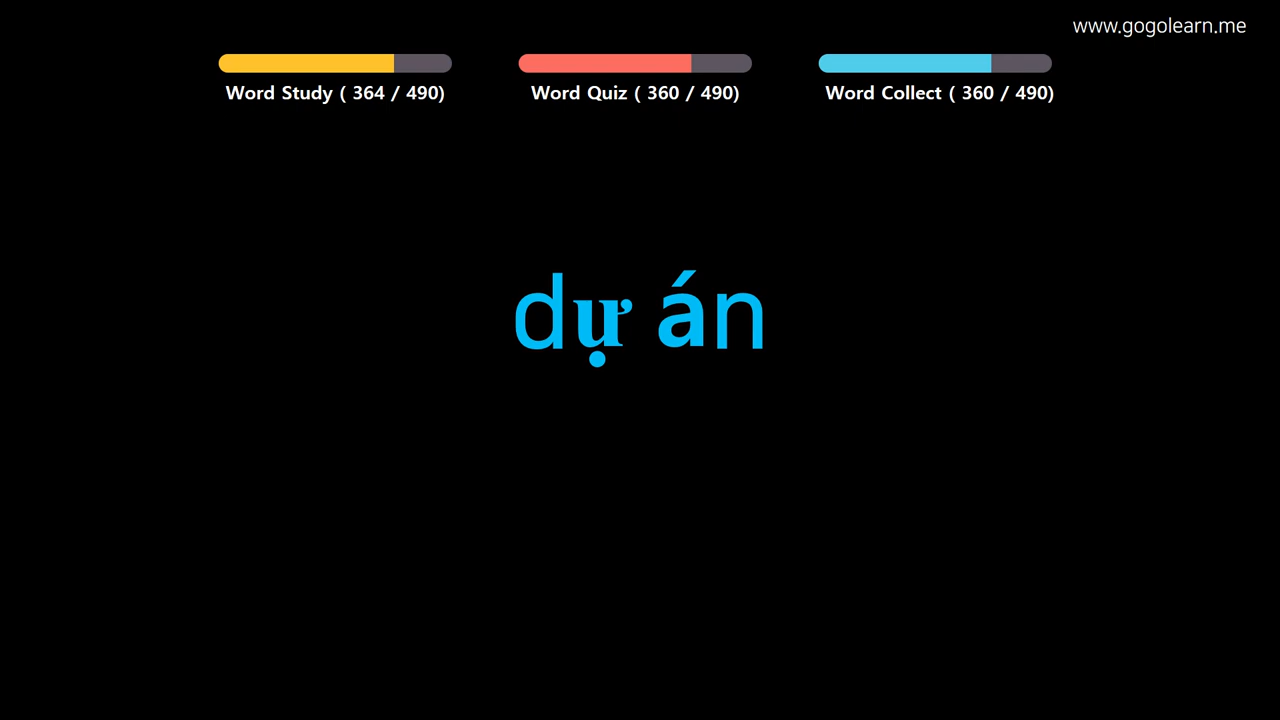 www.gogolearn.me
Word Study ( 364 / 490)
Word Quiz ( 360 / 490)
Word Collect ( 360 / 490)
dự án